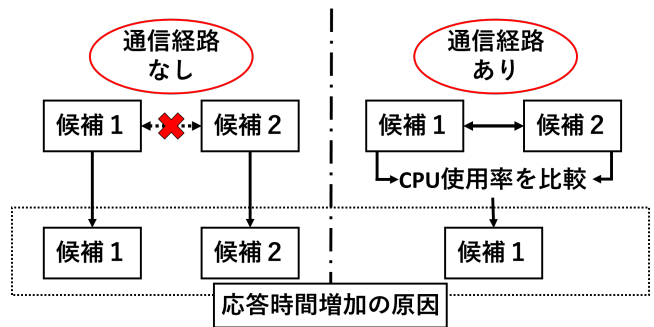 通信経路
なし
通信経路
あり
候補1
候補2
候補1
候補2
CPU使用率を比較
候補1
候補2
候補1
応答時間増加の原因